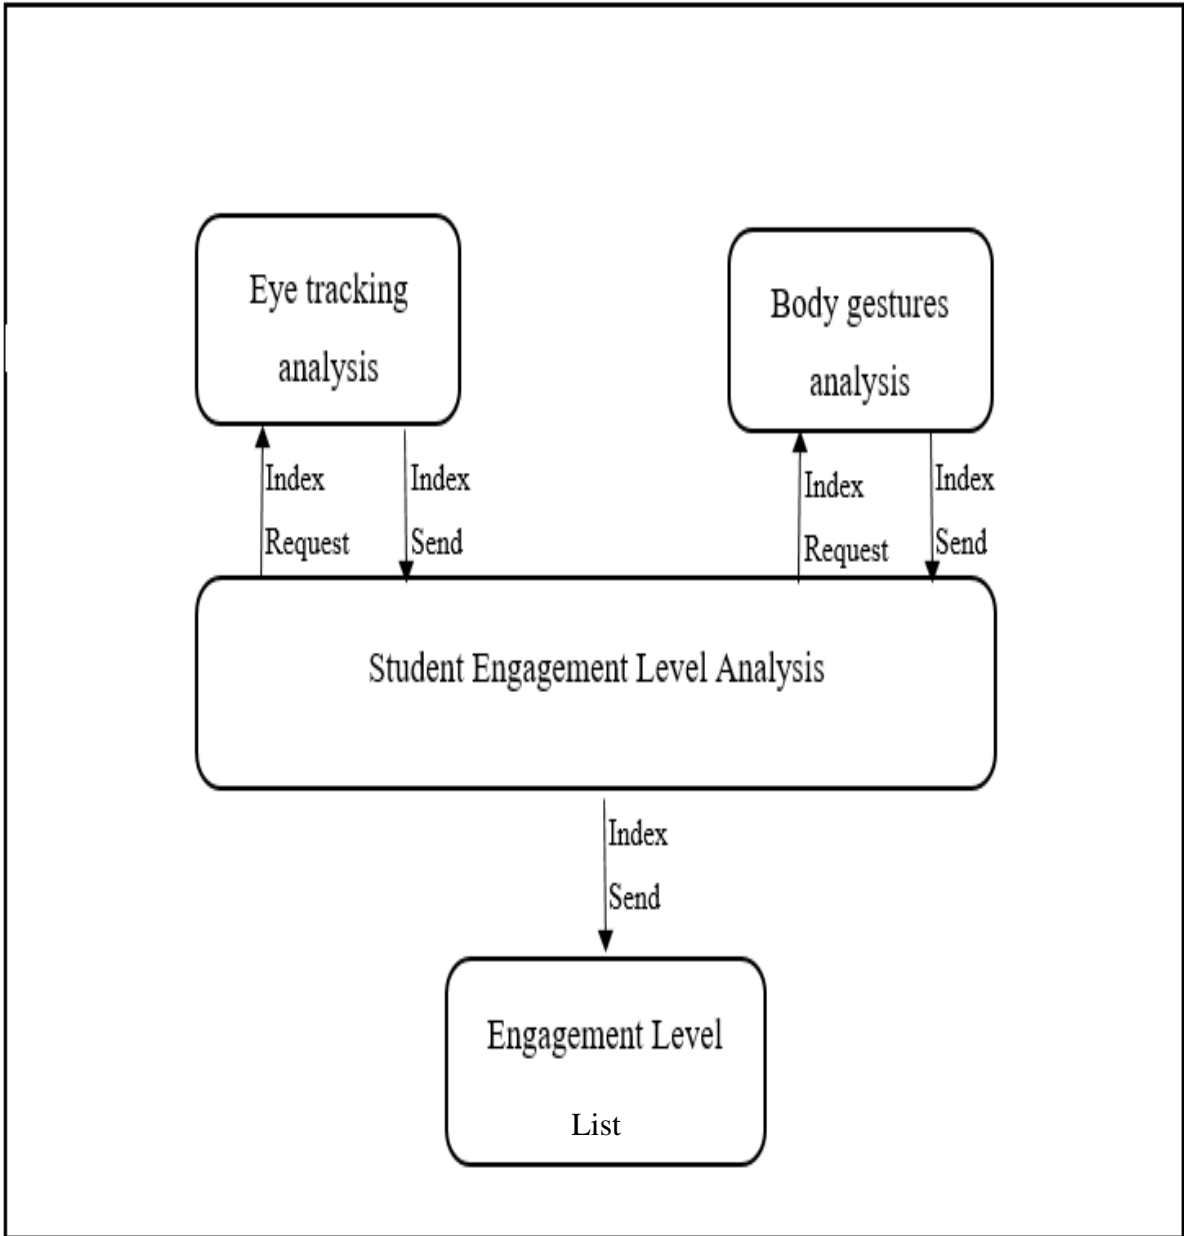 Eye tracking
analysis
Body gestures
analysis
Index
Request
Index
Send
Index
Request
Index
Send
Student Engagement Level Analysis
Index
Send
Engagement Level
List